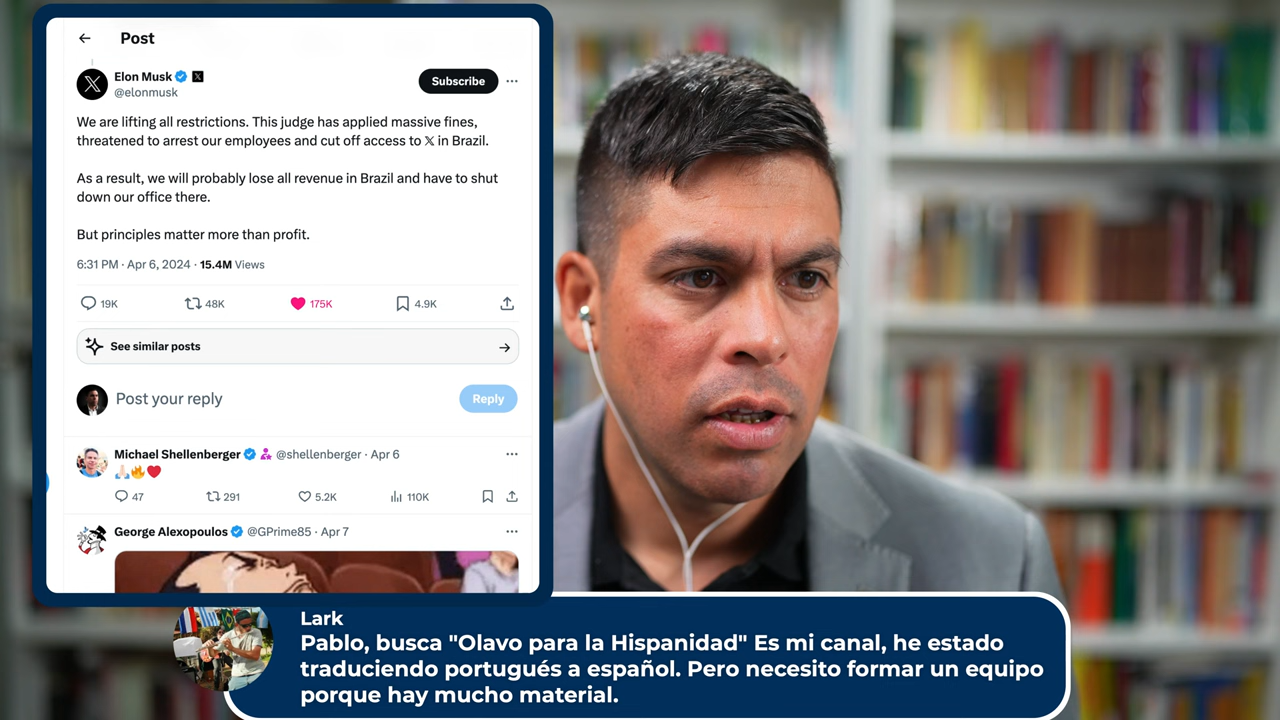 Post
Elon Musk
@elonmusk
Subscribe
We are lifting all restrictions. This judge has applied massive fines,
threatened to arrest our employees and cut off access to 𝕏 in Brazil.
As a result, we will probably lose all revenue in Brazil and have to shut
down our office there.
But principles matter more than profit.
6:31 PM · Apr 6, 2024 · 15.4M Views
19K 48K 175K 4.9K
See similar posts
Post your reply
Reply
Michael Shellenberger @shellenberger · Apr 6
🙏🏻🔥❤️
47 291 5.2K 110K
George Alexopoulos @GPrime85 · Apr 7
Lark
Pablo, busca "Olavo para la Hispanidad" Es mi canal, he estado
traduciendo portugués a español. Pero necesito formar un equipo
porque hay mucho material.